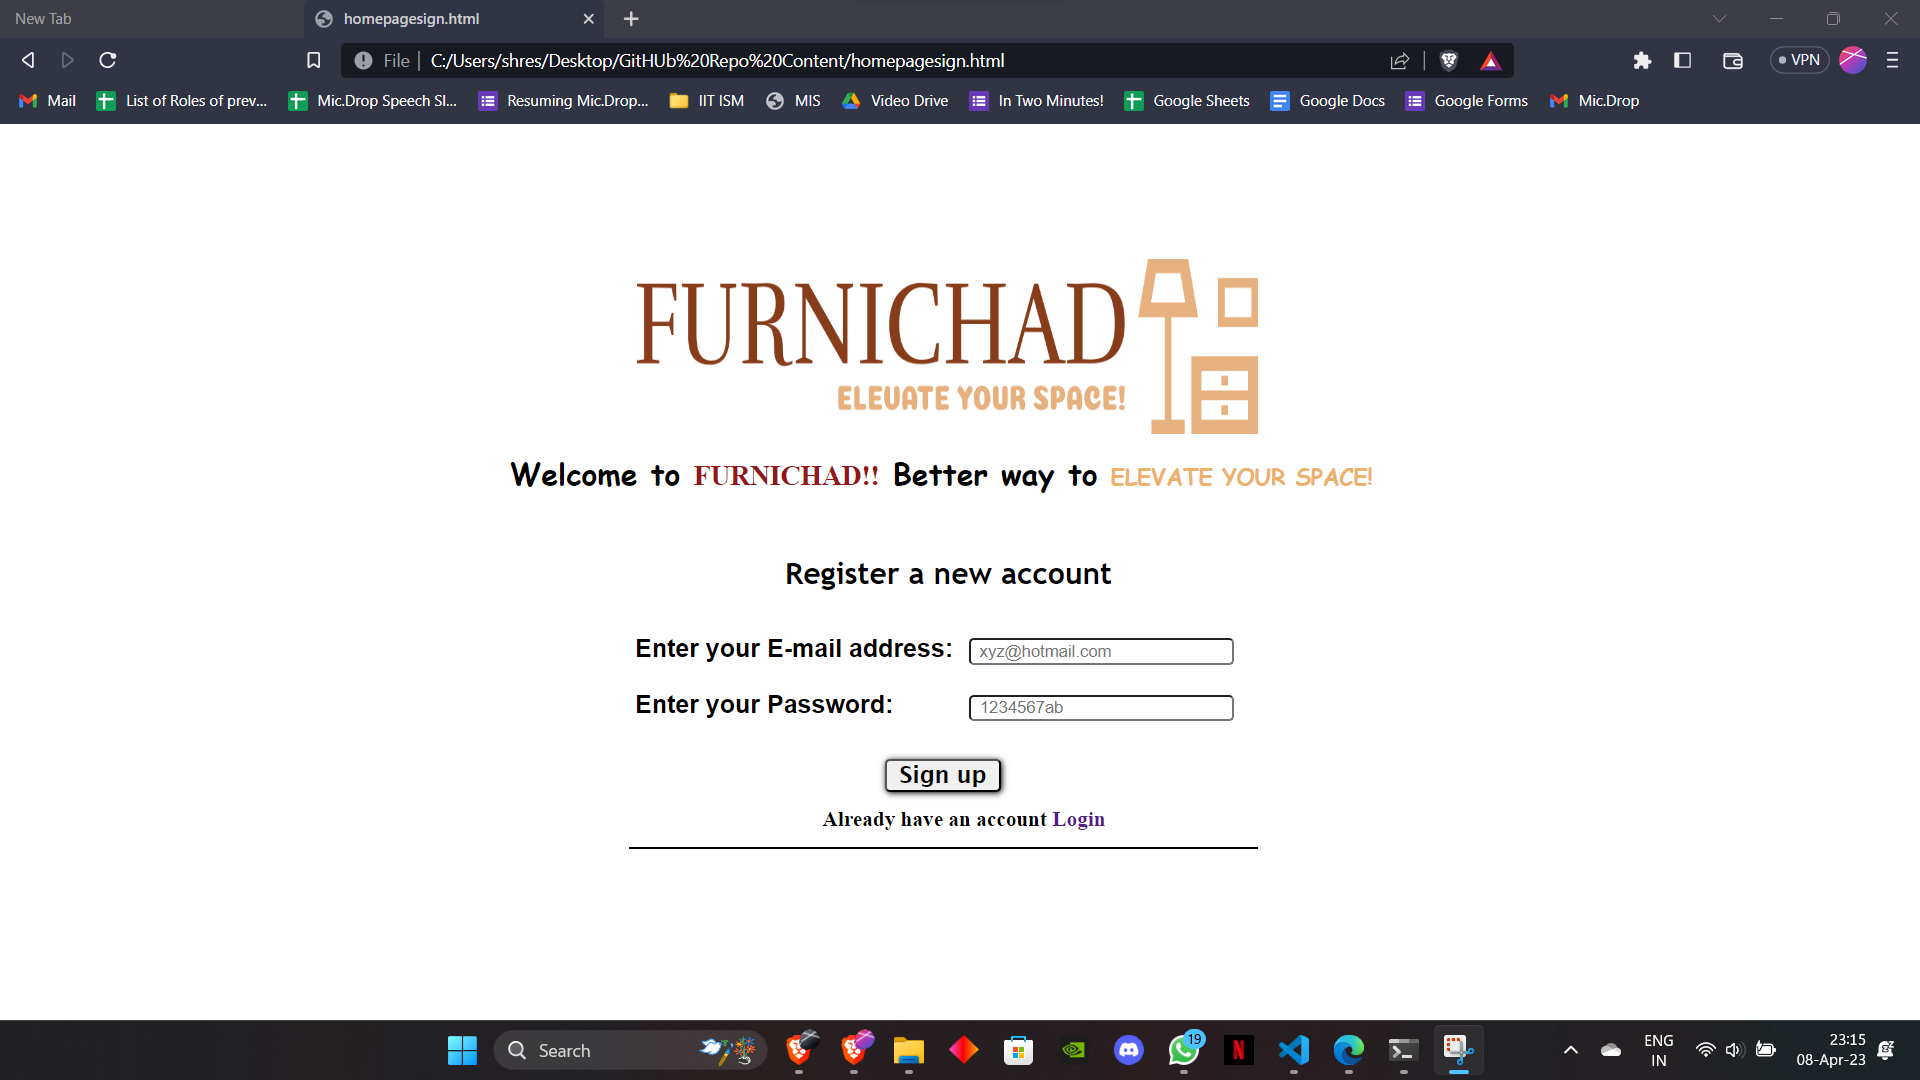 New Tab
homepagesign.html
File
C:/Users/shres/Desktop/GitHUb%20Repo%20Content/homepagesign.html
VPN
Mail
List of Roles of prev...
Mic.Drop Speech Sl...
Resuming Mic.Drop...
IIT ISM
MIS
Video Drive
In Two Minutes!
Google Sheets
Google Docs
Google Forms
Mic.Drop
FURNICHAD
ELEVATE YOUR SPACE!
Welcome to FURNICHAD!! Better way to ELEVATE YOUR SPACE!
Register a new account
Enter your E-mail address: xyz@hotmail.com
Enter your Password: 1234567ab
Sign up
Already have an account Login
Search
19
N
ENG
IN
23:15
08-Apr-23